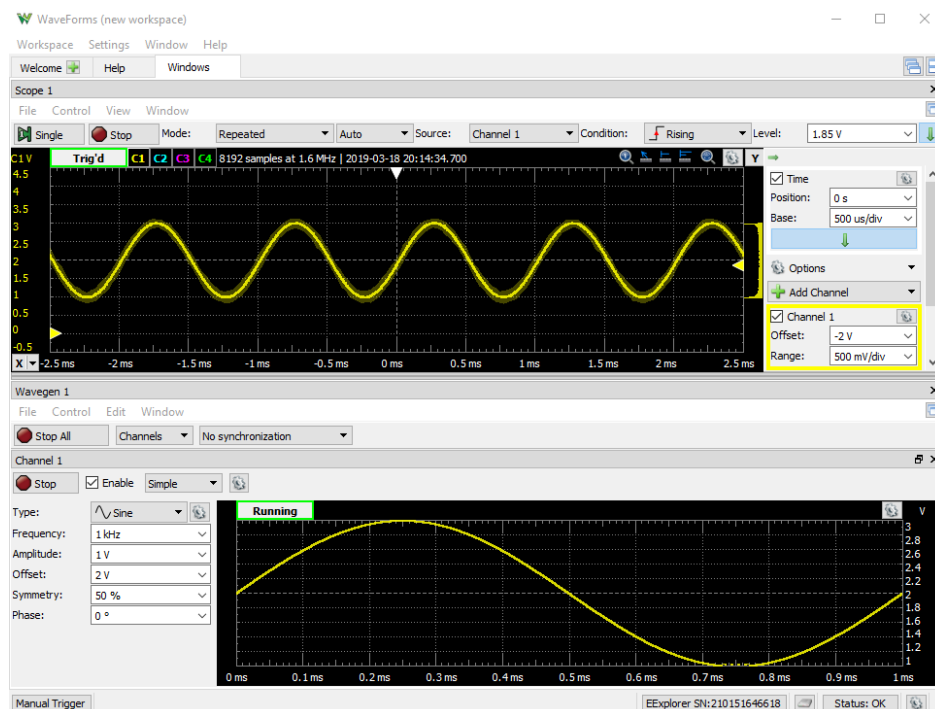 WaveForms (new workspace)
Workspace Settings Window Help
Welcome Help Windows
Scope 1
File Control View Window
Single Stop Mode: Repeated Auto Source: Channel 1 Condition: Rising Level: 1.85 V
C1 V Trig'd C1 C2 C3 C4 8192 samples at 1.6 MHz | 2019-03-18 20:14:34.700 Y
4.5
4
3.5
3
2.5
2
1.5
1
0.5
0
-0.5
X -2.5 ms -2 ms -1.5 ms -1 ms -0.5 ms 0 ms 0.5 ms 1 ms 1.5 ms 2 ms 2.5 ms
Time
Position: 0 s
Base: 500 us/div
Options
Add Channel
Channel 1
Offset: -2 V
Range: 500 mV/div
Wavegen 1
File Control Edit Window
Stop All Channels No synchronization
Channel 1
Stop Enable Simple
Type: Sine
Frequency: 1 kHz
Amplitude: 1 V
Offset: 2 V
Symmetry: 50 %
Phase: 0 °
Running V
3
2.8
2.6
2.4
2.2
2
1.8
1.6
1.4
1.2
1
0 ms 0.1 ms 0.2 ms 0.3 ms 0.4 ms 0.5 ms 0.6 ms 0.7 ms 0.8 ms 0.9 ms 1 ms
Manual Trigger EExplorer SN:210151646618 Status: OK